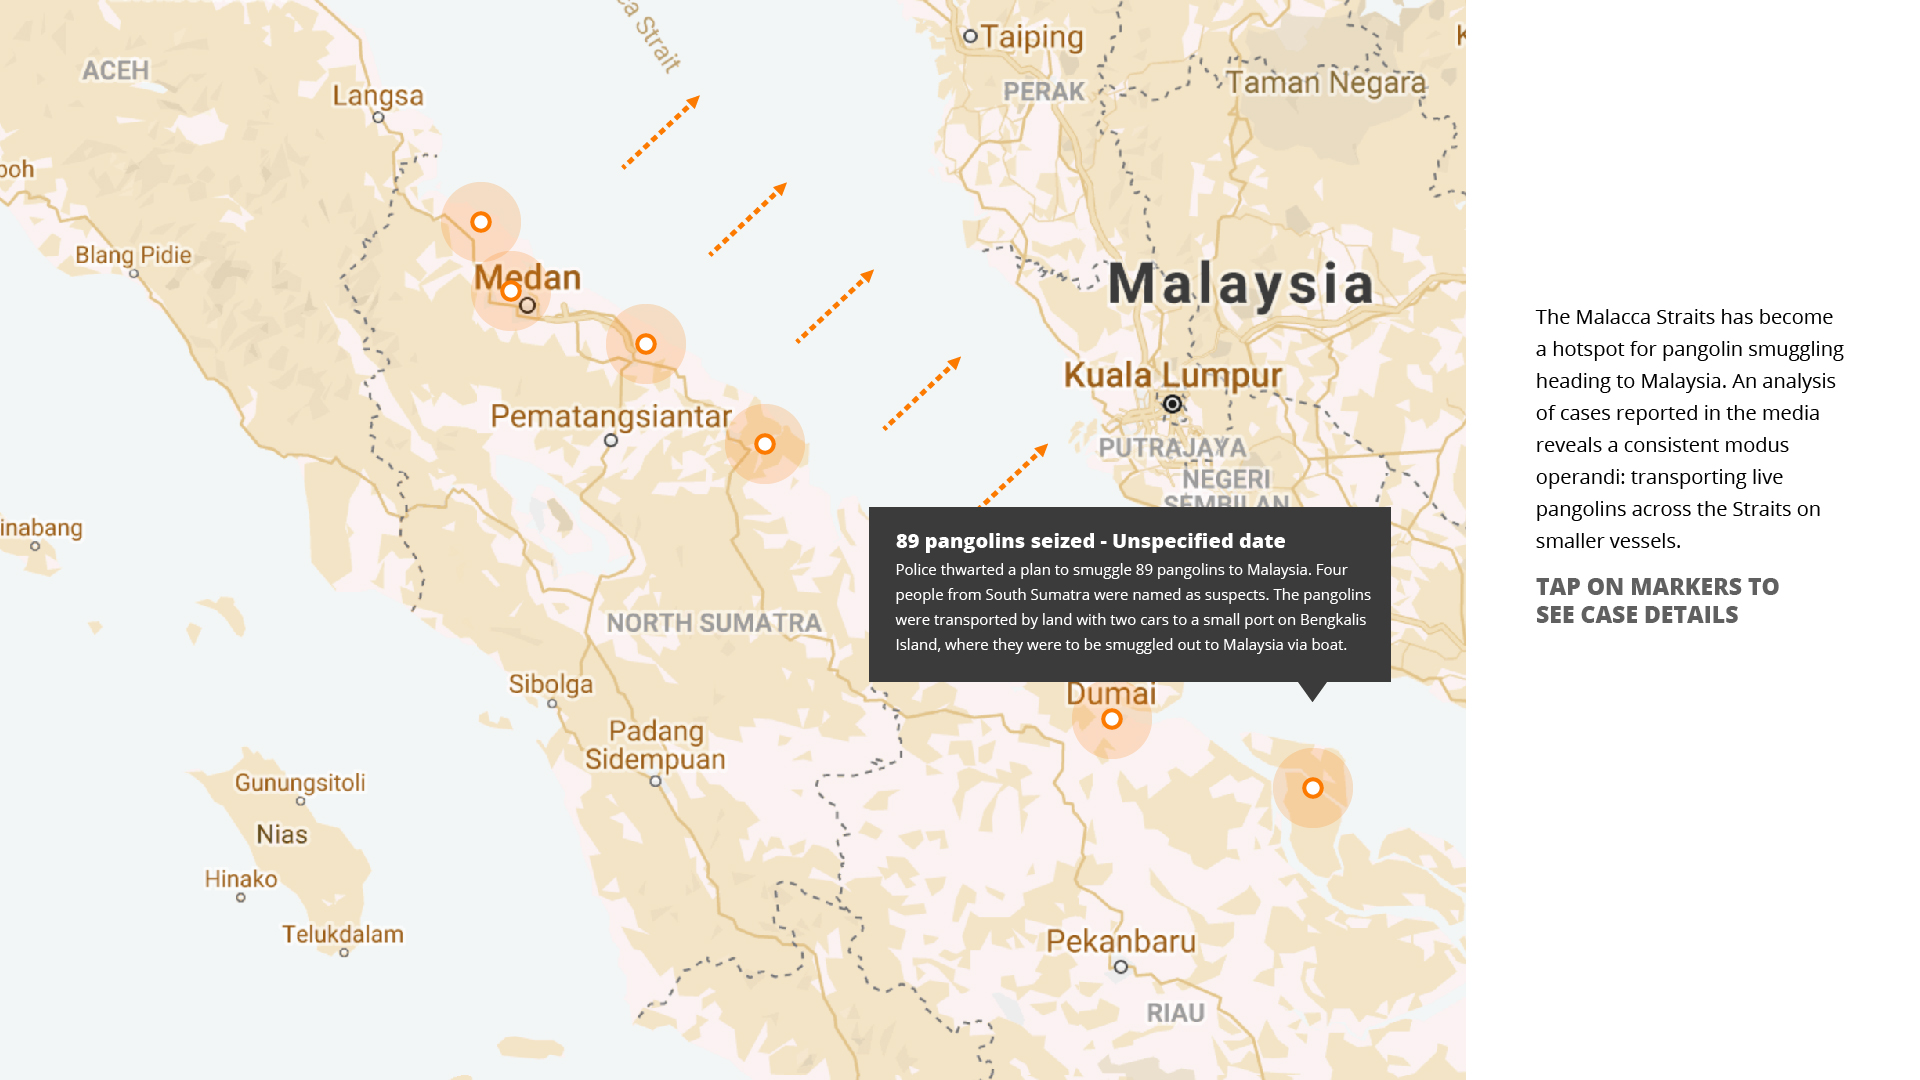 ca Strait
Taiping
ACEH
PERAK
Taman Negara
Langsa
boh
Blang Pidie
Medan
Malaysia
Kuala Lumpur
Pematangsiantar
PUTRAJAYA
NEGERI
SEMBILAN
inabang
89 pangolins seized - Unspecified date
Police thwarted a plan to smuggle 89 pangolins to Malaysia. Four
people from South Sumatra were named as suspects. The pangolins
were transported by land with two cars to a small port on Bengkalis
Island, where they were to be smuggled out to Malaysia via boat.
NORTH SUMATRA
Sibolga
Dumai
Padang
Sidempuan
Gunungsitoli
Nias
Hinako
Telukdalam
Pekanbaru
RIAU
The Malacca Straits has become
a hotspot for pangolin smuggling
heading to Malaysia. An analysis
of cases reported in the media
reveals a consistent modus
operandi: transporting live
pangolins across the Straits on
smaller vessels.
TAP ON MARKERS TO
SEE CASE DETAILS